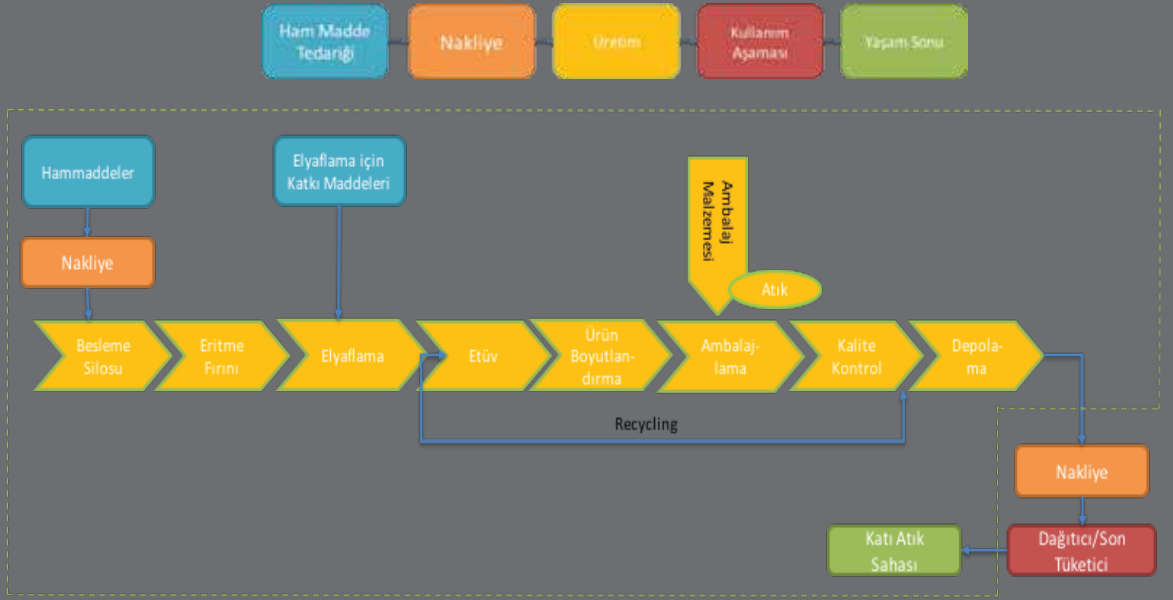 Ham Madde
Tedariği
Nakliye
Üretim
Kullanım
Aşaması
Yaşam Sonu
Hammaddeler
Elyaflama için
Katkı Maddeleri
Ambalaj
Malzemesi
Nakliye
Atık
Besleme
Silosu
Eritme
Fırını
Elyaflama
Etüv
Ürün
Boyutlan-
dırma
Ambalaj-
lama
Kalite
Kontrol
Depola-
ma
Recycling
Nakliye
Dağıtıcı/Son
Tüketici
Katı Atık
Sahası